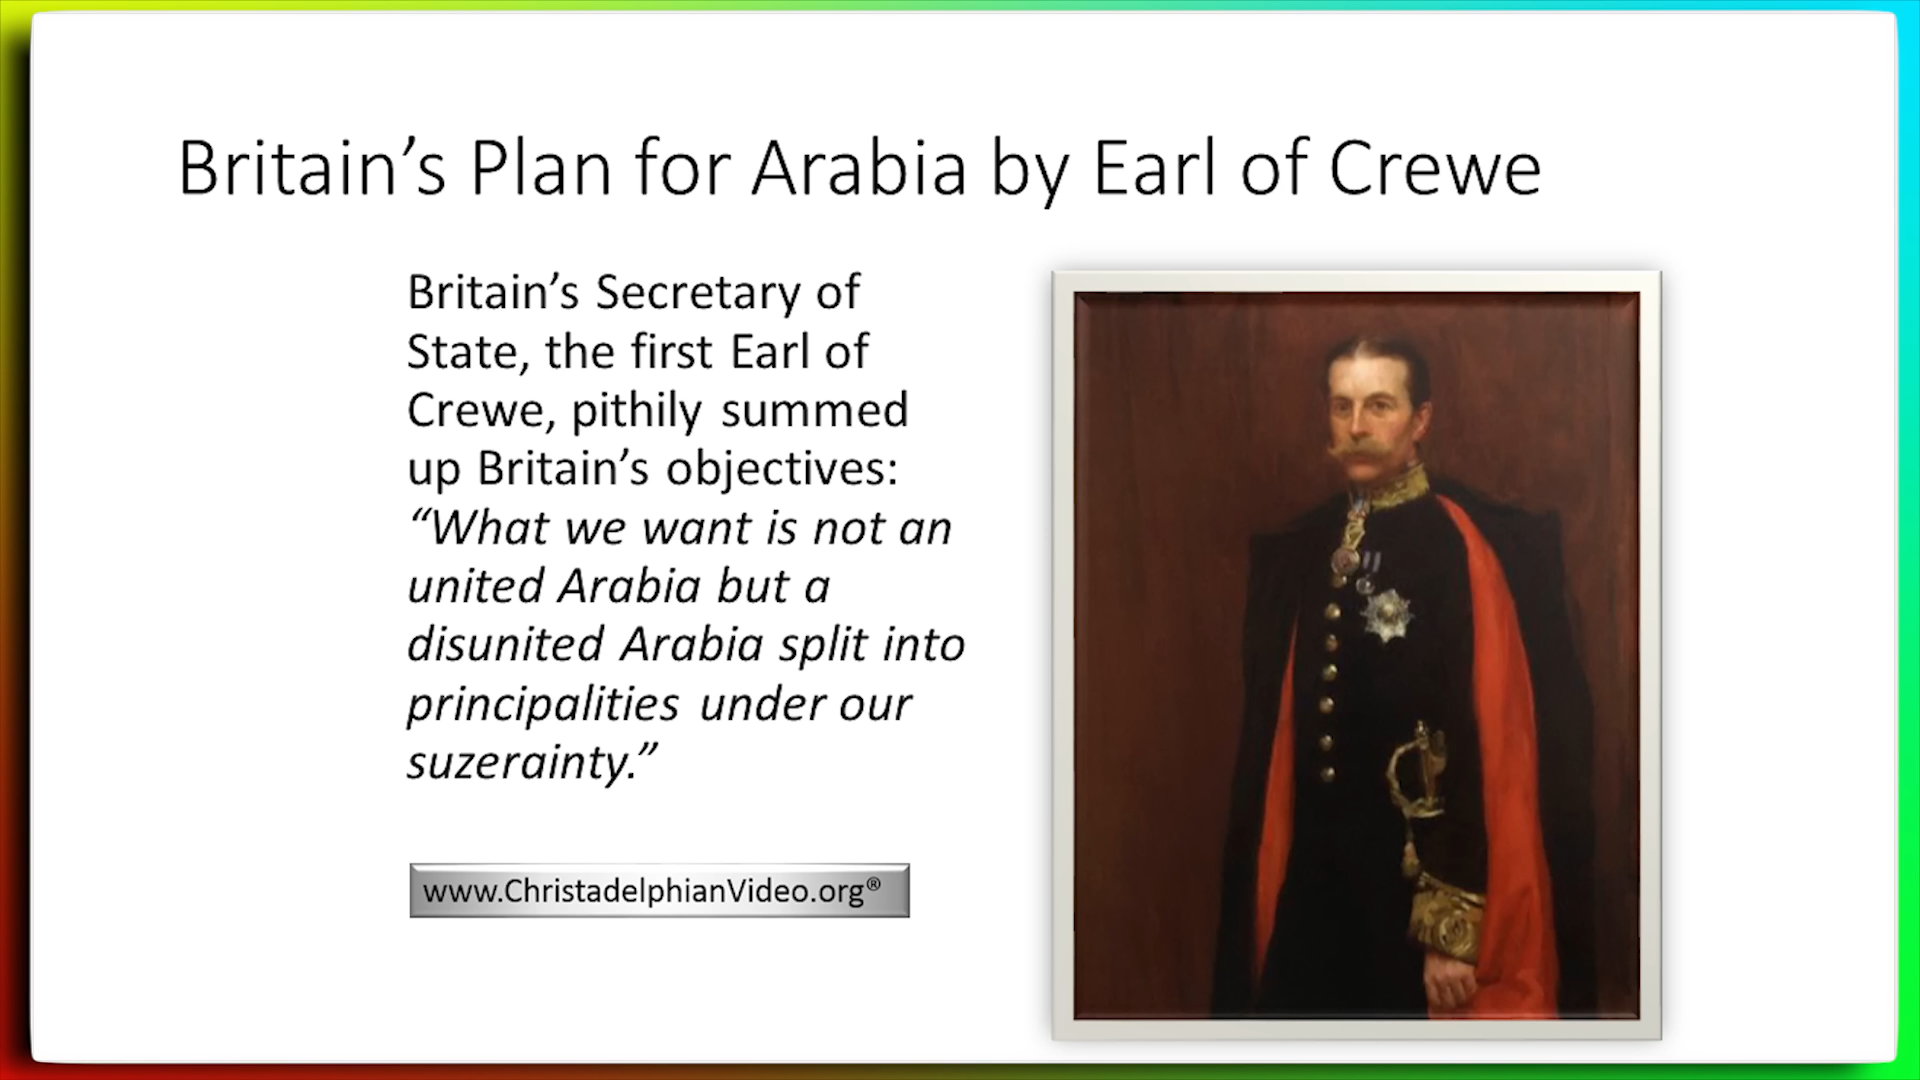 Britain’s Plan for Arabia by Earl of Crewe
Britain’s Secretary of
State, the first Earl of
Crewe, pithily summed
up Britain’s objectives:
“What we want is not an
united Arabia but a
disunited Arabia split into
principalities under our
suzerainty.”
www.ChristadelphianVideo.org®